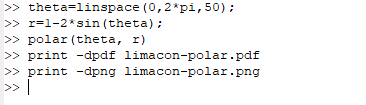 >> theta=linspace(0,2*pi,50);
>> r=1-2*sin(theta);
>> polar(theta, r)
>> print -dpdf limacon-polar.pdf
>> print -dpng limacon-polar.png
>>